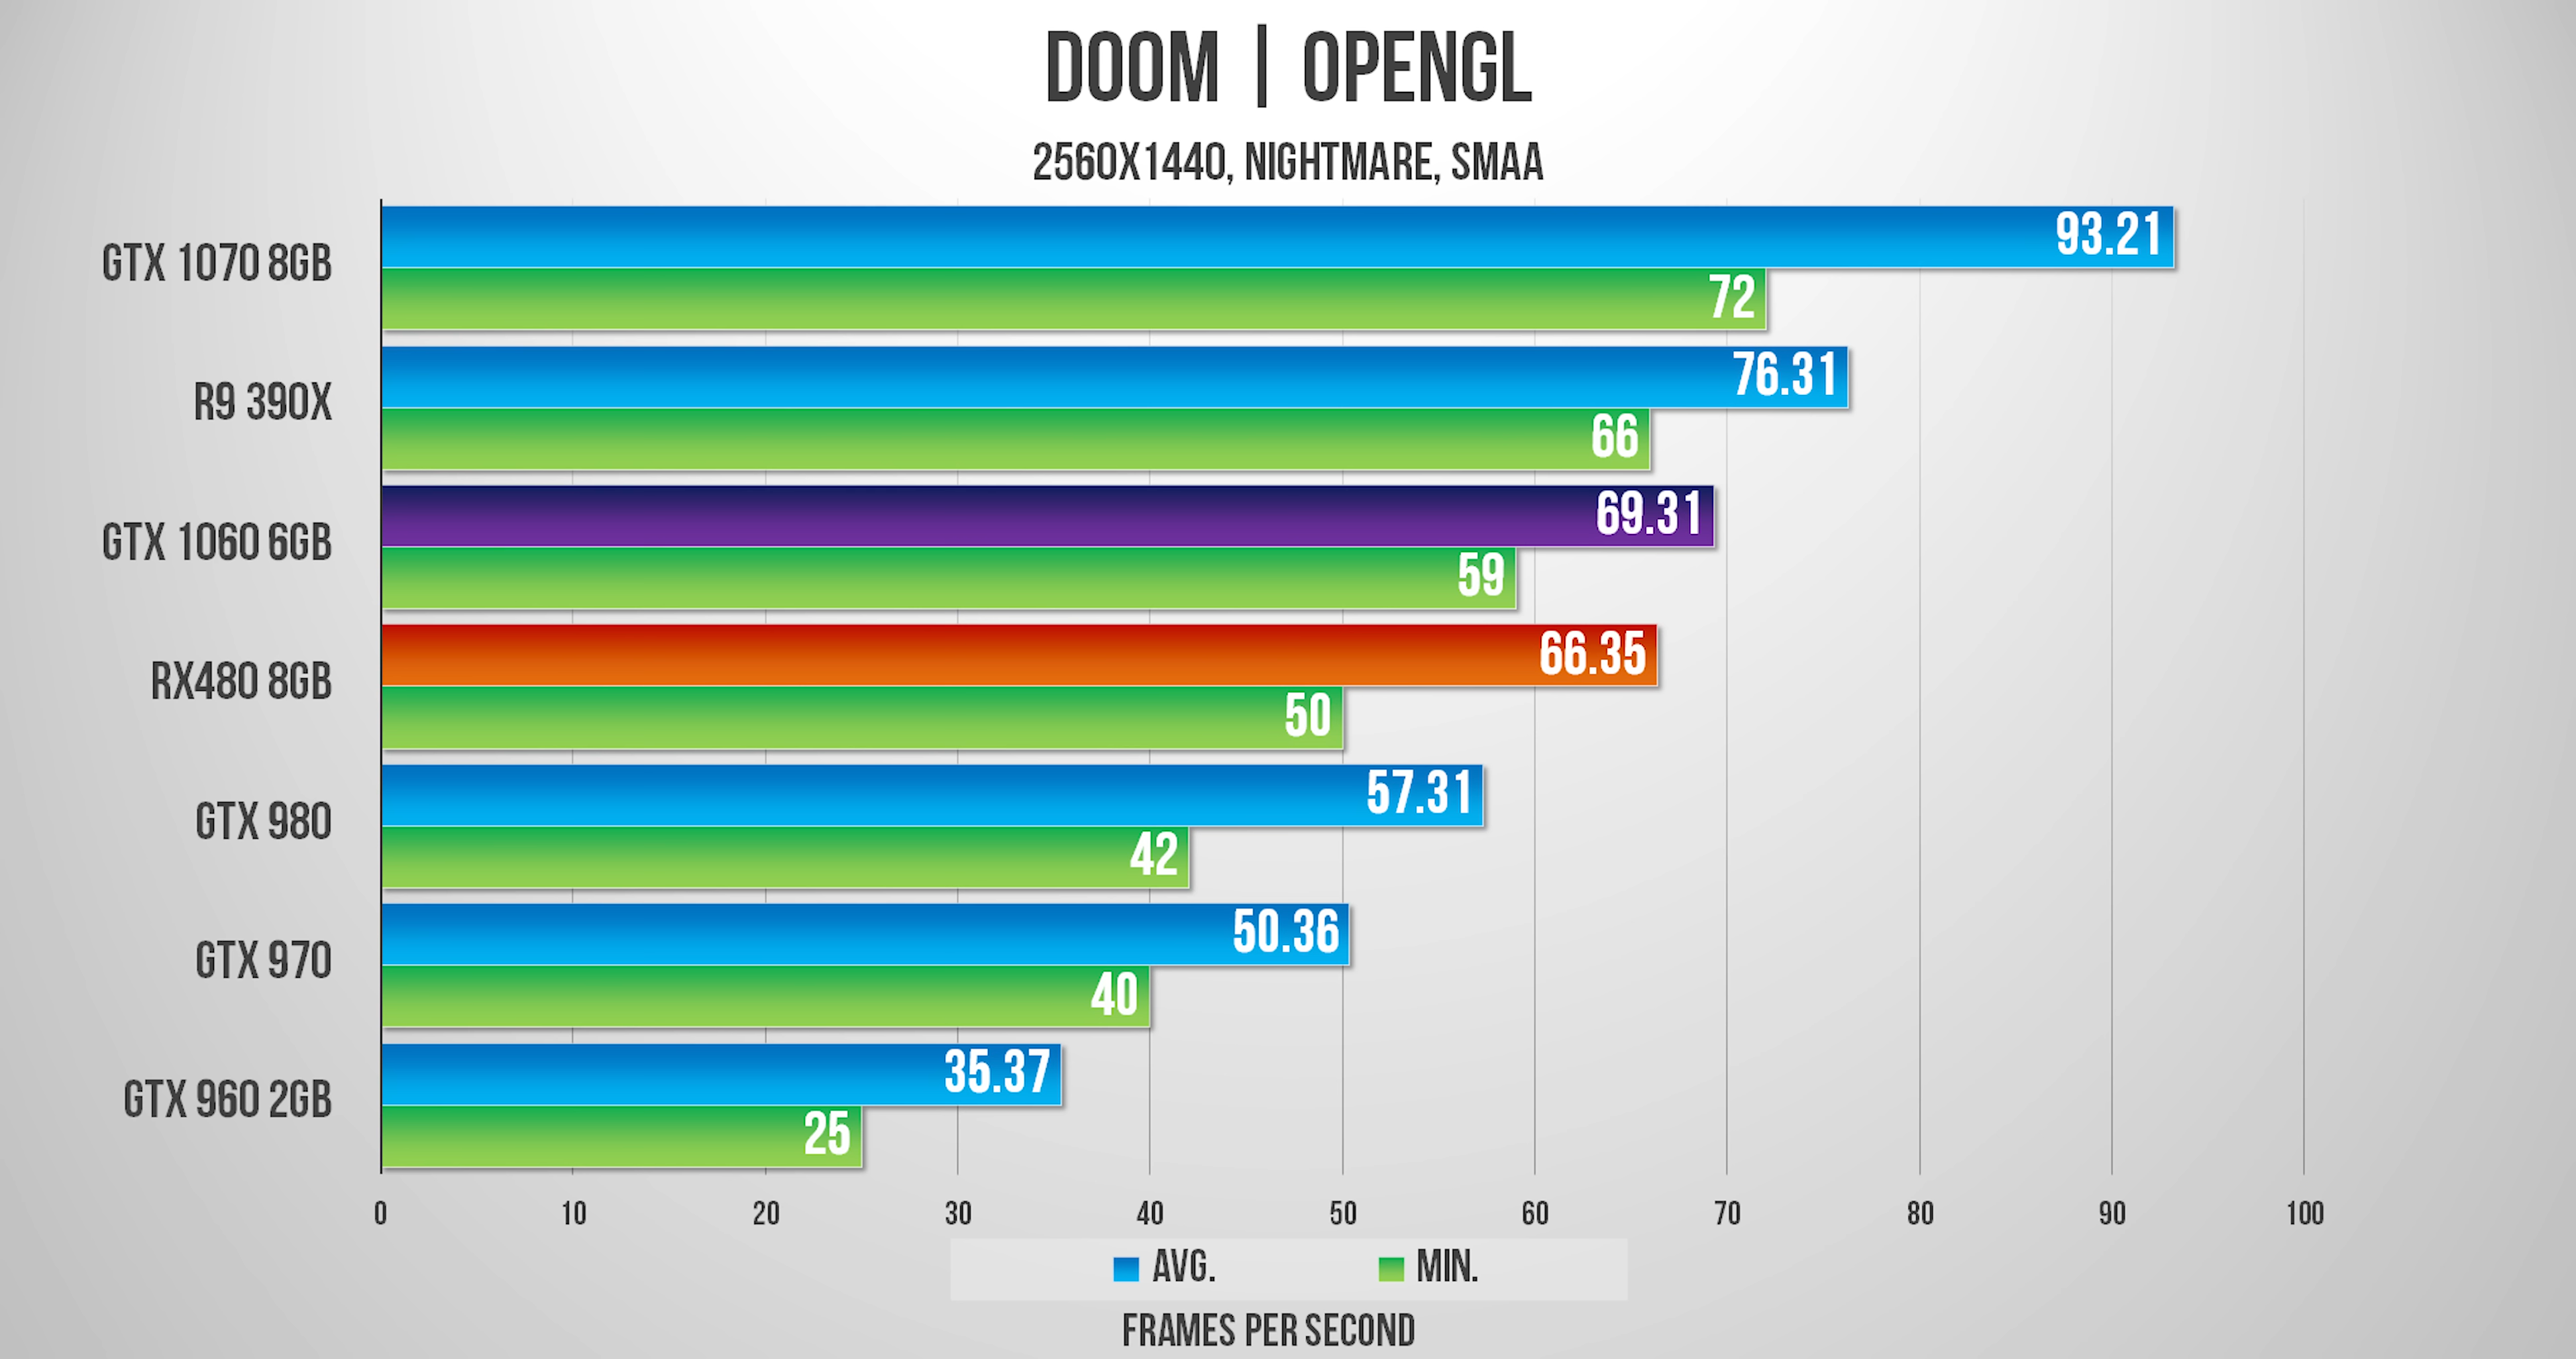 DOOM | OPENGL
2560X1440, NIGHTMARE, SMAA
GTX 1070 8GB
93.21
72
R9 390X
76.31
66
GTX 1060 6GB
69.31
59
RX480 8GB
66.35
50
GTX 980
57.31
42
GTX 970
50.36
40
GTX 960 2GB
35.37
25
0 10 20 30 40 50 60 70 80 90 100
AVG. MIN.
FRAMES PER SECOND